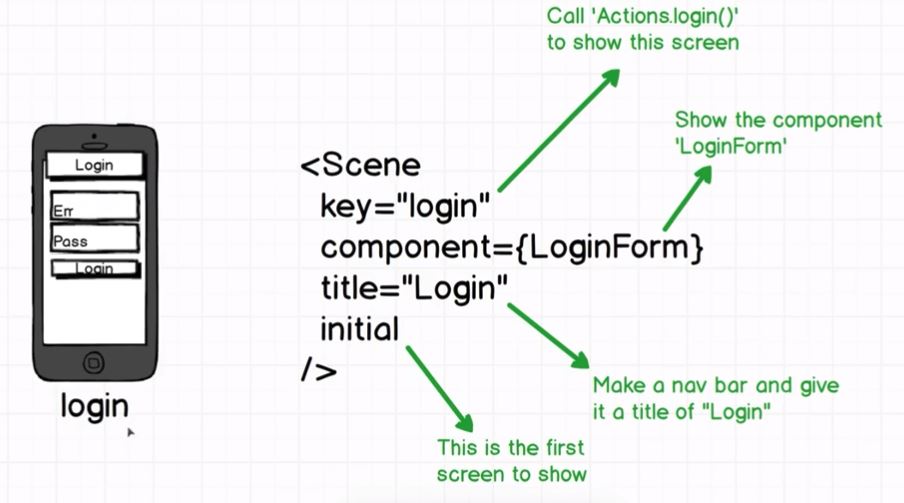 Call 'Actions.login()'
to show this screen
Show the component
'LoginForm'
Login
Err
Pass
Login
login
<Scene
key="login"
component={LoginForm}
title="Login"
initial
/>
Make a nav bar and give
it a title of "Login"
This is the first
screen to show